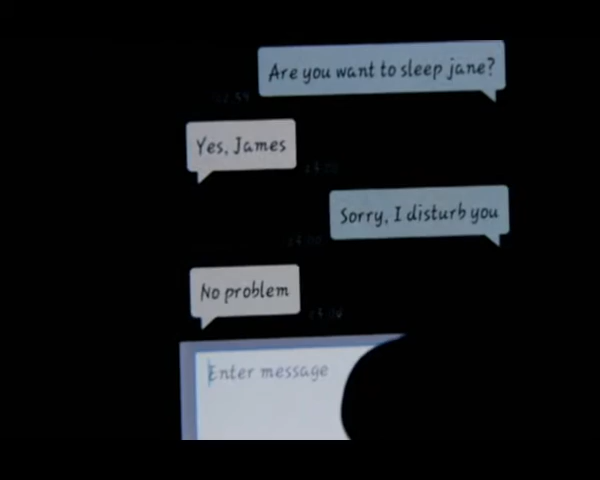 Are you want to sleep jane?
Yes, James
Sorry, I disturb you
No problem
Enter message